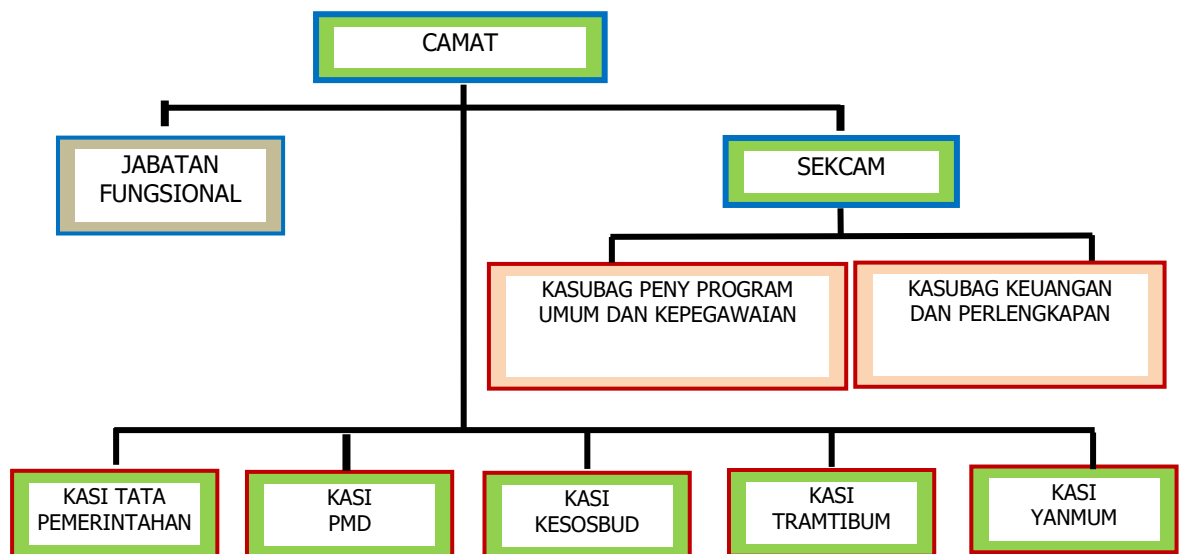 CAMAT
JABATAN
FUNGSIONAL
SEKCAM
KASUBAG PENY PROGRAM
UMUM DAN KEPEGAWAIAN
KASUBAG KEUANGAN
DAN PERLENGKAPAN
KASI TATA
PEMERINTAHAN
KASI
PMD
KASI
KESOSBUD
KASI
TRAMTIBUM
KASI
YANMUM